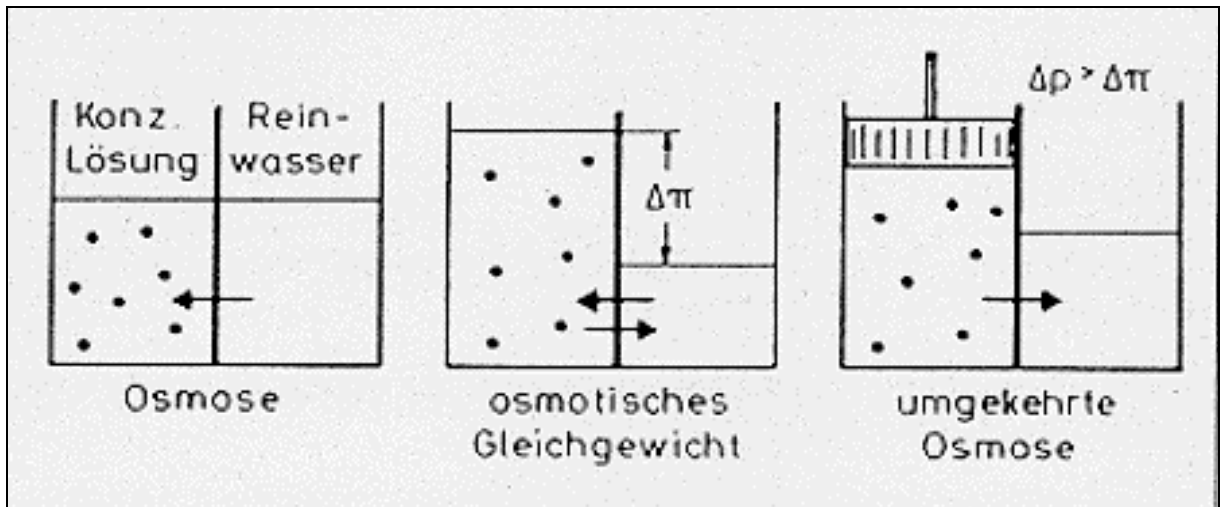 Konz.
Lösung
Rein-
wasser
Osmose
Δπ
osmotisches
Gleichgewicht
Δp > Δπ
umgekehrte
Osmose